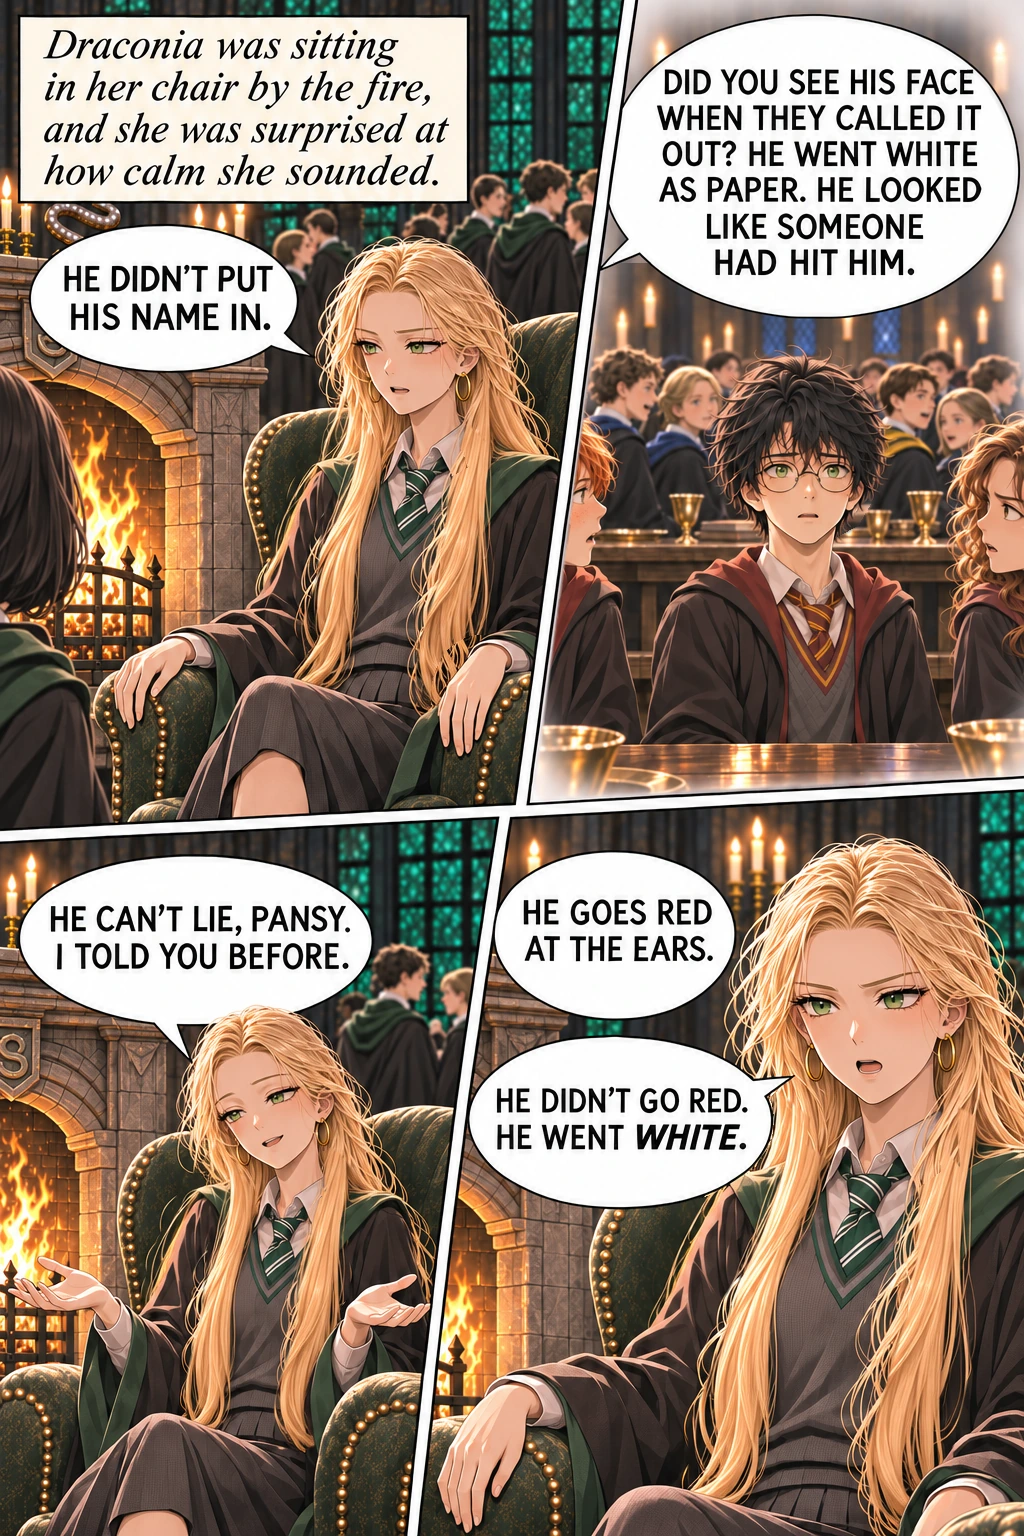 Draconia was sitting
in her chair by the fire,
and she was surprised at
how calm she sounded.
HE DIDN'T PUT
HIS NAME IN.
DID YOU SEE HIS FACE
WHEN THEY CALLED IT
OUT? HE WENT WHITE
AS PAPER. HE LOOKED
LIKE SOMEONE
HAD HIT HIM.
HE CAN'T LIE, PANSY.
I TOLD YOU BEFORE.
HE GOES RED
AT THE EARS.
HE DIDN'T GO RED.
HE WENT WHITE.
S